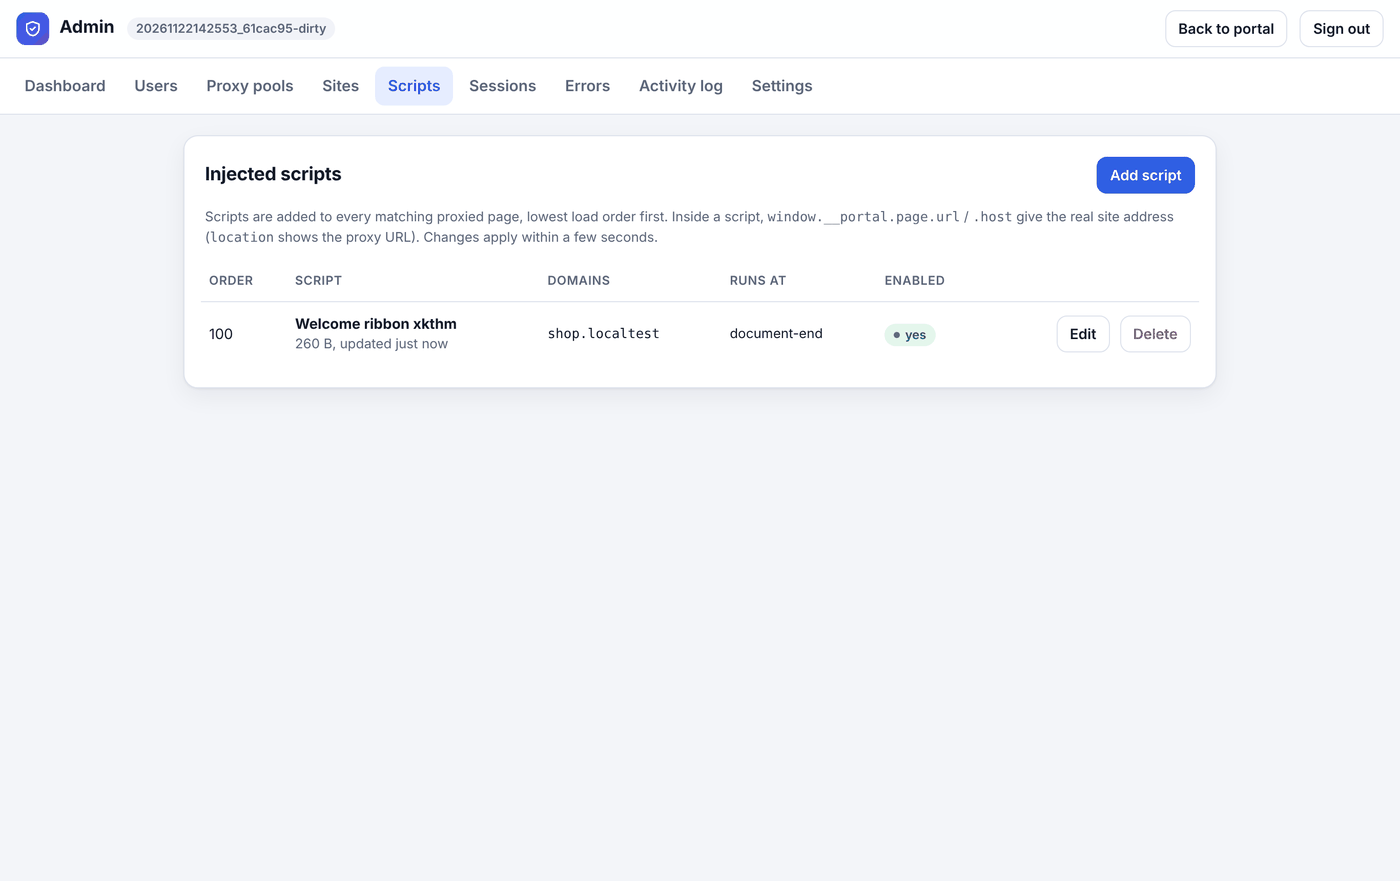 Admin 20261122142553_61cac95-dirty Back to portal Sign out
Dashboard Users Proxy pools Sites Scripts Sessions Errors Activity log Settings
Injected scripts Add script
Scripts are added to every matching proxied page, lowest load order first. Inside a script, window.__portal.page.url / .host give the real site address
(location shows the proxy URL). Changes apply within a few seconds.
ORDER SCRIPT DOMAINS RUNS AT ENABLED
100 Welcome ribbon xkthm shop.localtest document-end yes Edit Delete
260 B, updated just now